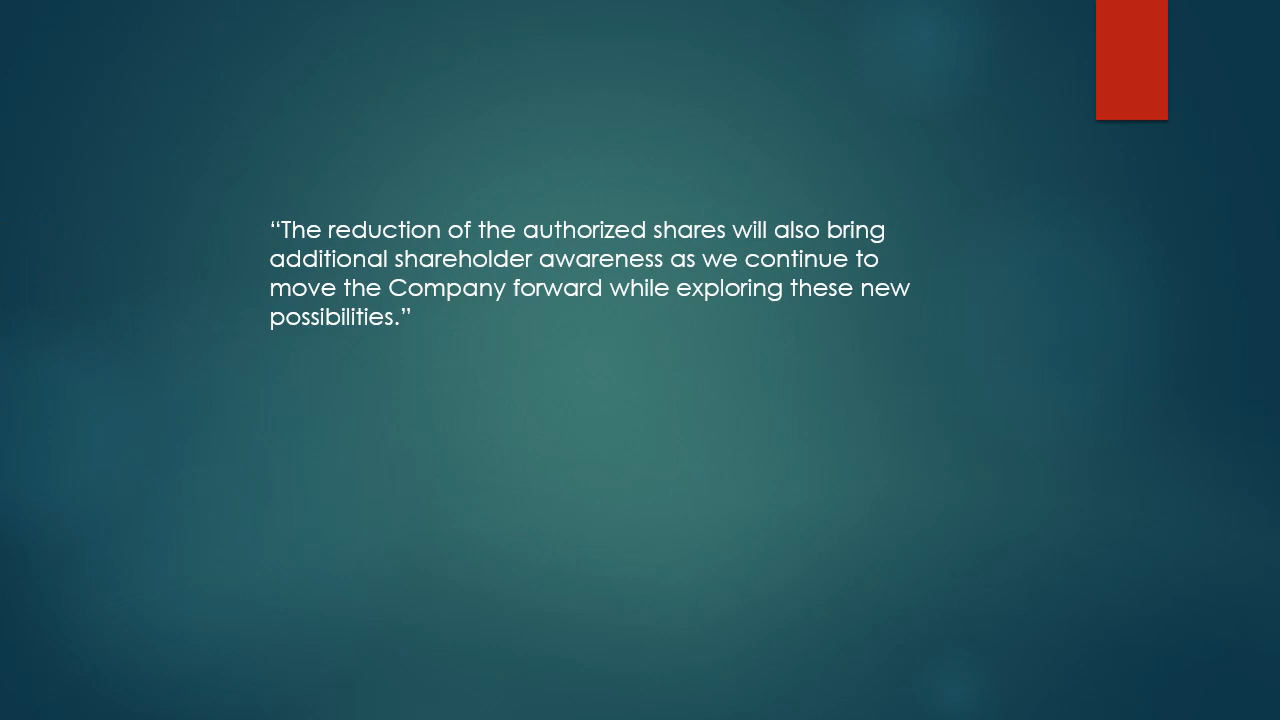 “The reduction of the authorized shares will also bring
additional shareholder awareness as we continue to
move the Company forward while exploring these new
possibilities.”